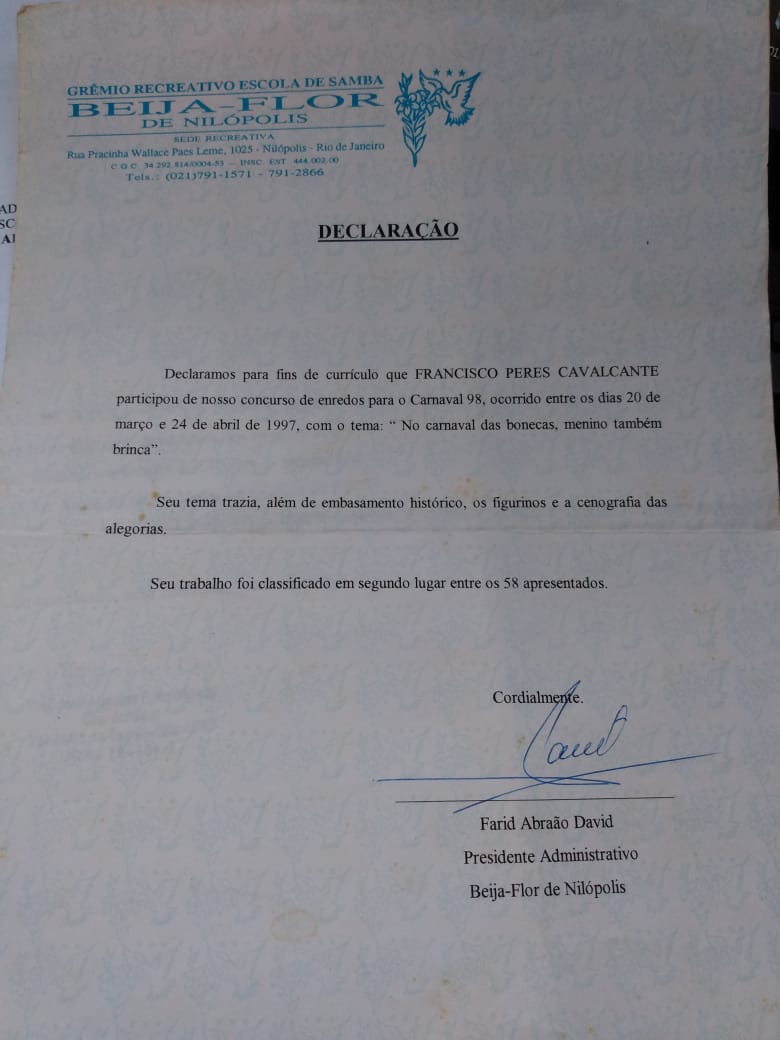 GRÊMIO RECREATIVO ESCOLA DE SAMBA
BEIJA-FLOR
DE NILÓPOLIS
SEDE RECREATIVA
Rua Pracinha Wallace Paes Leme, 1025 - Nilópolis - Rio de Janeiro
C G C 34.292.814/0004-53 — INSC. EST. 444.002.00
Tels.: (021)791-1571 - 791-2866
DECLARAÇÃO
Declaramos para fins de currículo que FRANCISCO PERES CAVALCANTE
participou de nosso concurso de enredos para o Carnaval 98, ocorrido entre os dias 20 de
março e 24 de abril de 1997, com o tema: “ No carnaval das bonecas, menino também
brinca”.
Seu tema trazia, além de embasamento histórico, os figurinos e a cenografia das
alegorias.
Seu trabalho foi classificado em segundo lugar entre os 58 apresentados.
Cordialmente.
Farid Abraão David
Presidente Administrativo
Beija-Flor de Nilópolis